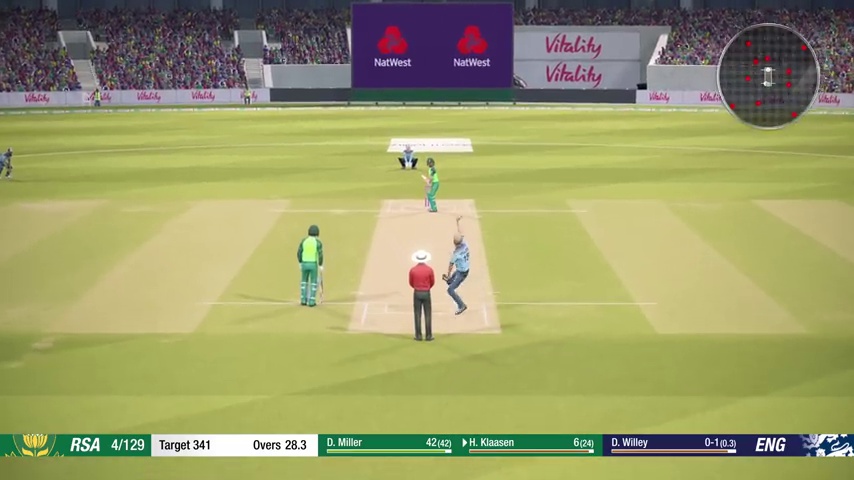 NatWest NatWest
Vitality
Vitality
Vitality Vitality Vitality Vitality Vitality
RSA 4/129 Target 341 Overs 28.3 D. Miller 42(42) H. Klaasen 6(24) D. Willey 0-1(0.3) ENG